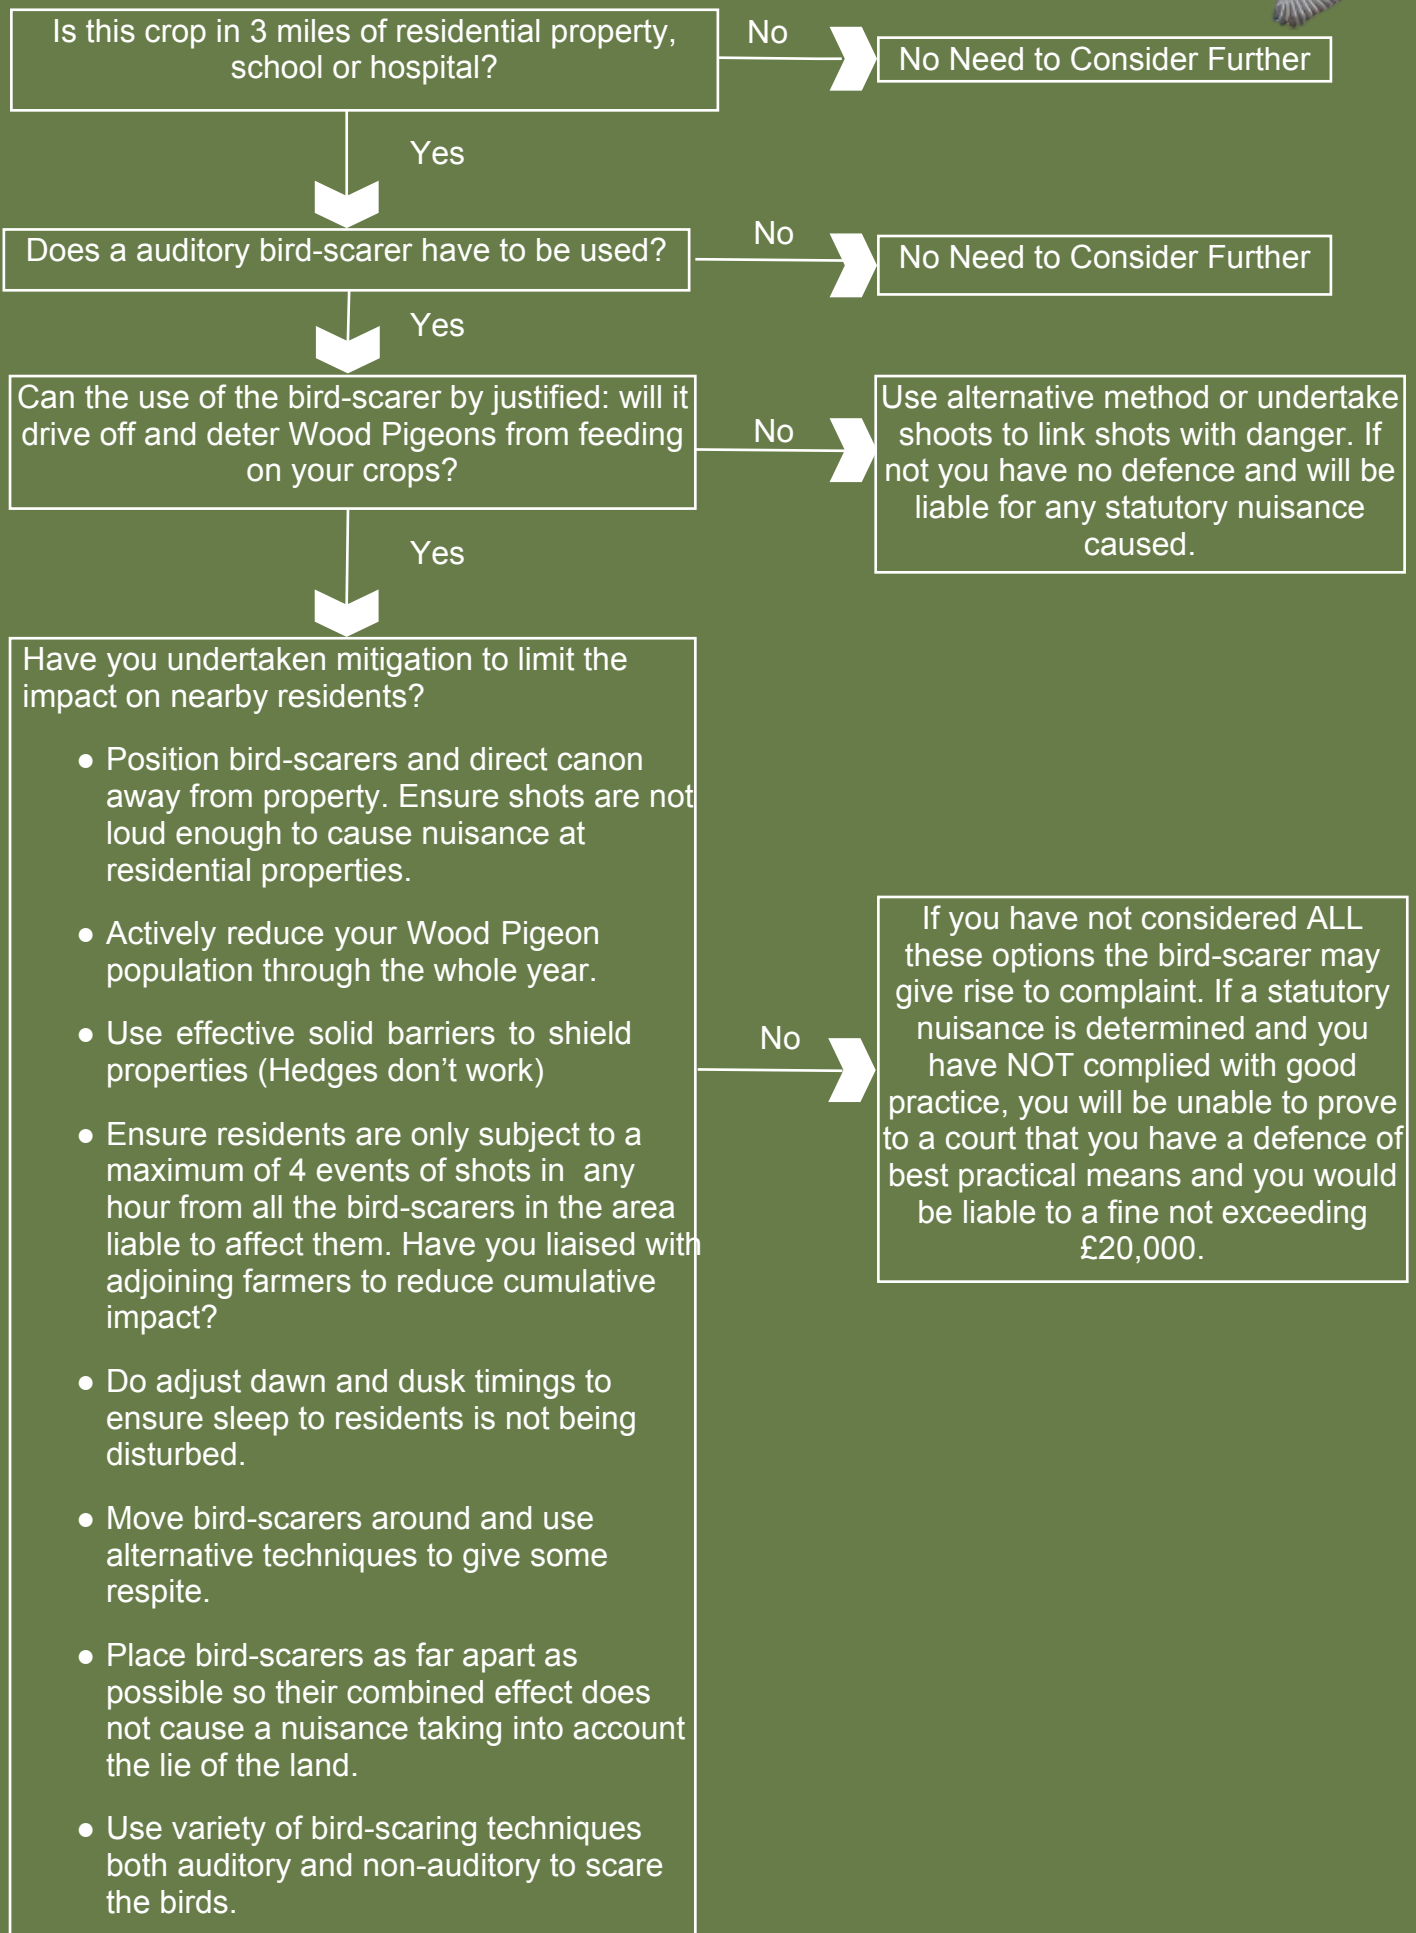 Is this crop in 3 miles of residential property,
school or hospital?
No
No Need to Consider Further
Yes
Does a auditory bird-scarer have to be used?
No
No Need to Consider Further
Yes
Can the use of the bird-scarer by justified: will it
drive off and deter Wood Pigeons from feeding
on your crops?
No
Use alternative method or undertake
shoots to link shots with danger. If
not you have no defence and will be
liable for any statutory nuisance
caused.
Yes
Have you undertaken mitigation to limit the
impact on nearby residents?
● Position bird-scarers and direct canon
away from property. Ensure shots are not
loud enough to cause nuisance at
residential properties.
● Actively reduce your Wood Pigeon
population through the whole year.
● Use effective solid barriers to shield
properties (Hedges don't work)
● Ensure residents are only subject to a
maximum of 4 events of shots in any
hour from all the bird-scarers in the area
liable to affect them. Have you liaised with
adjoining farmers to reduce cumulative
impact?
● Do adjust dawn and dusk timings to
ensure sleep to residents is not being
disturbed.
● Move bird-scarers around and use
alternative techniques to give some
respite.
● Place bird-scarers as far apart as
possible so their combined effect does
not cause a nuisance taking into account
the lie of the land.
● Use variety of bird-scaring techniques
both auditory and non-auditory to scare
the birds.
No
If you have not considered ALL
these options the bird-scarer may
give rise to complaint. If a statutory
nuisance is determined and you
have NOT complied with good
practice, you will be unable to prove
to a court that you have a defence of
best practical means and you would
be liable to a fine not exceeding
£20,000.